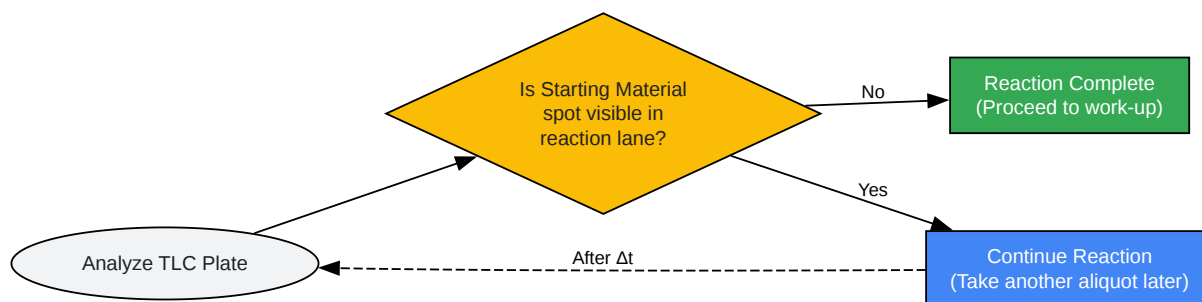 Is Starting Material
spot visible in
reaction lane?
No
Reaction Complete
(Proceed to work-up)
Yes
Analyze TLC Plate
After Δt
Continue Reaction
(Take another aliquot later)